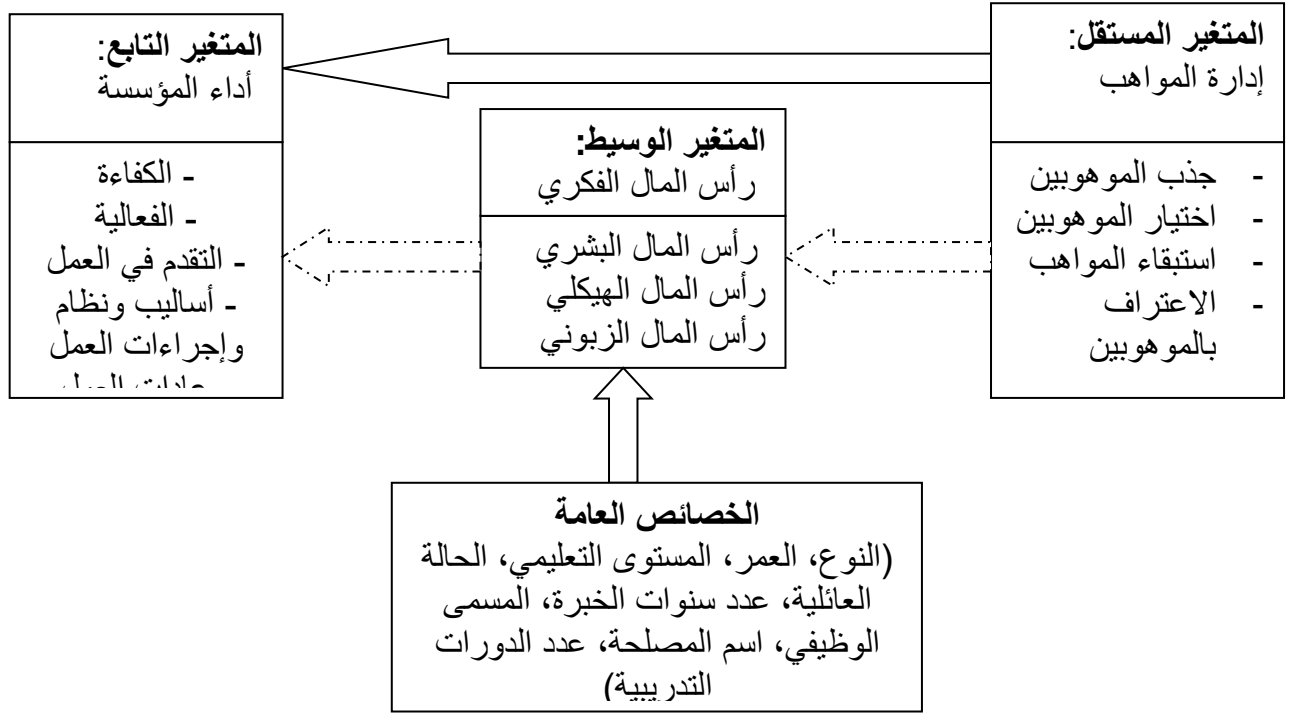 المتغير المستقل:
إدارة المواهب
- جذب الموهوبين
- اختيار الموهوبين
- استبقاء المواهب
- الاعتراف
بالموهوبين
المتغير الوسيط:
رأس المال الفكري
رأس المال البشري
رأس المال الهيكلي
رأس المال الزبوني
المتغير التابع:
أداء المؤسسة
- الكفاءة
- الفعالية
- التقدم في العمل
- أساليب ونظام
وإجراءات العمل
الخصائص العامة
(النوع، العمر، المستوى التعليمي، الحالة
العائلية، عدد سنوات الخبرة، المسمى
الوظيفي، اسم المصلحة، عدد الدورات
التدريبية)